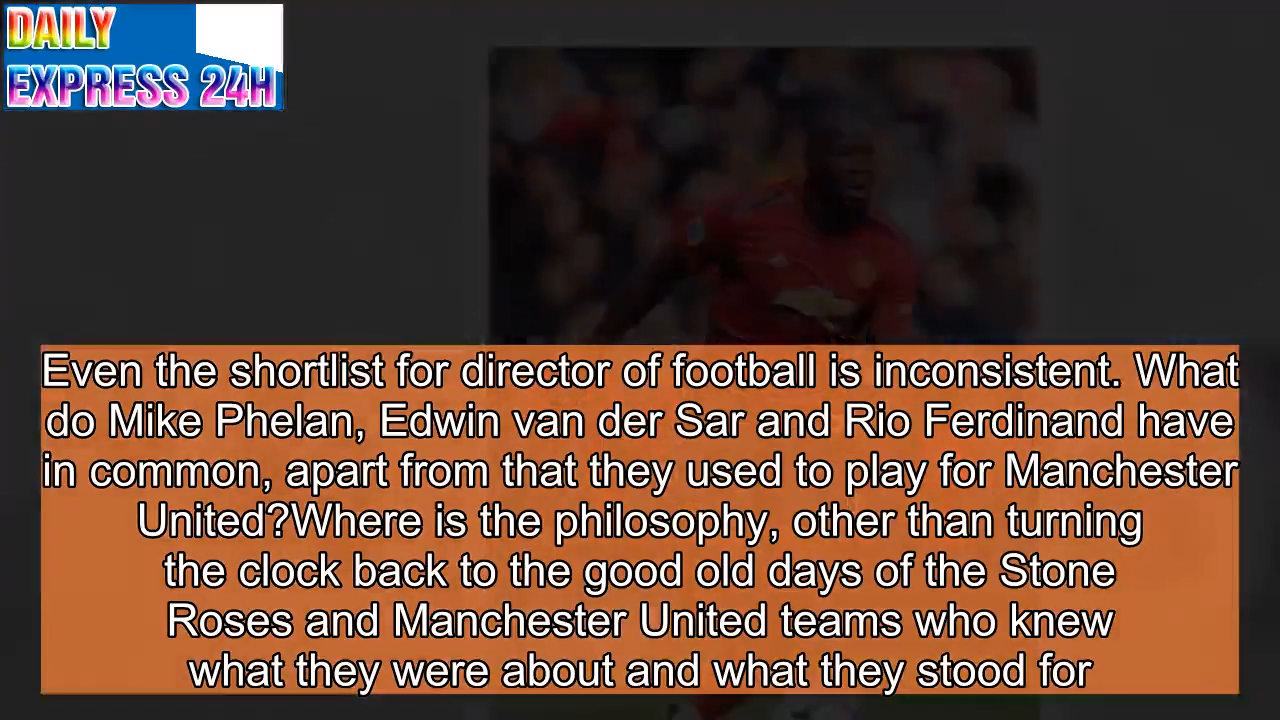 DAILY
EXPRESS 24H
Even the shortlist for director of football is inconsistent. What
do Mike Phelan, Edwin van der Sar and Rio Ferdinand have
in common, apart from that they used to play for Manchester
United?Where is the philosophy, other than turning
the clock back to the good old days of the Stone
Roses and Manchester United teams who knew
what they were about and what they stood for